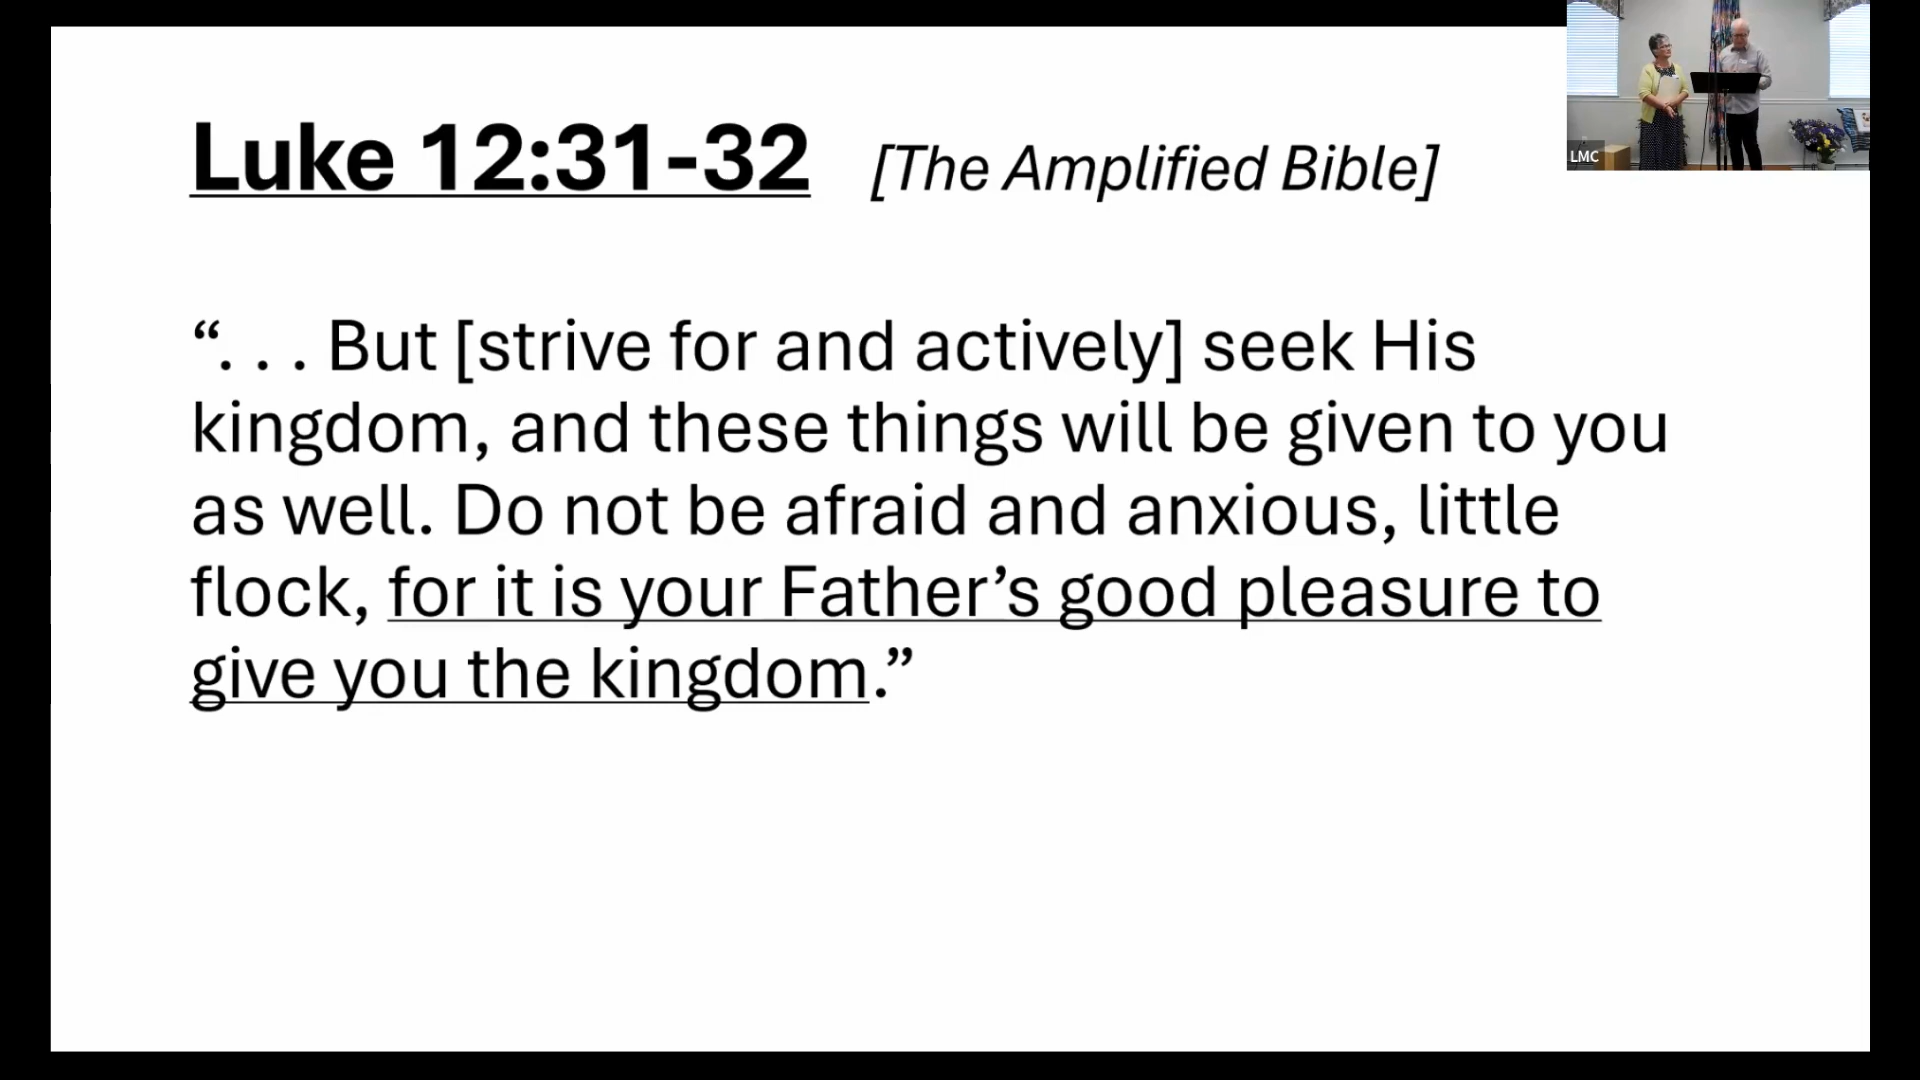 Luke 12:31-32 [The Amplified Bible]
“. . . But [strive for and actively] seek His
kingdom, and these things will be given to you
as well. Do not be afraid and anxious, little
flock, for it is your Father’s good pleasure to
give you the kingdom.”
LMC